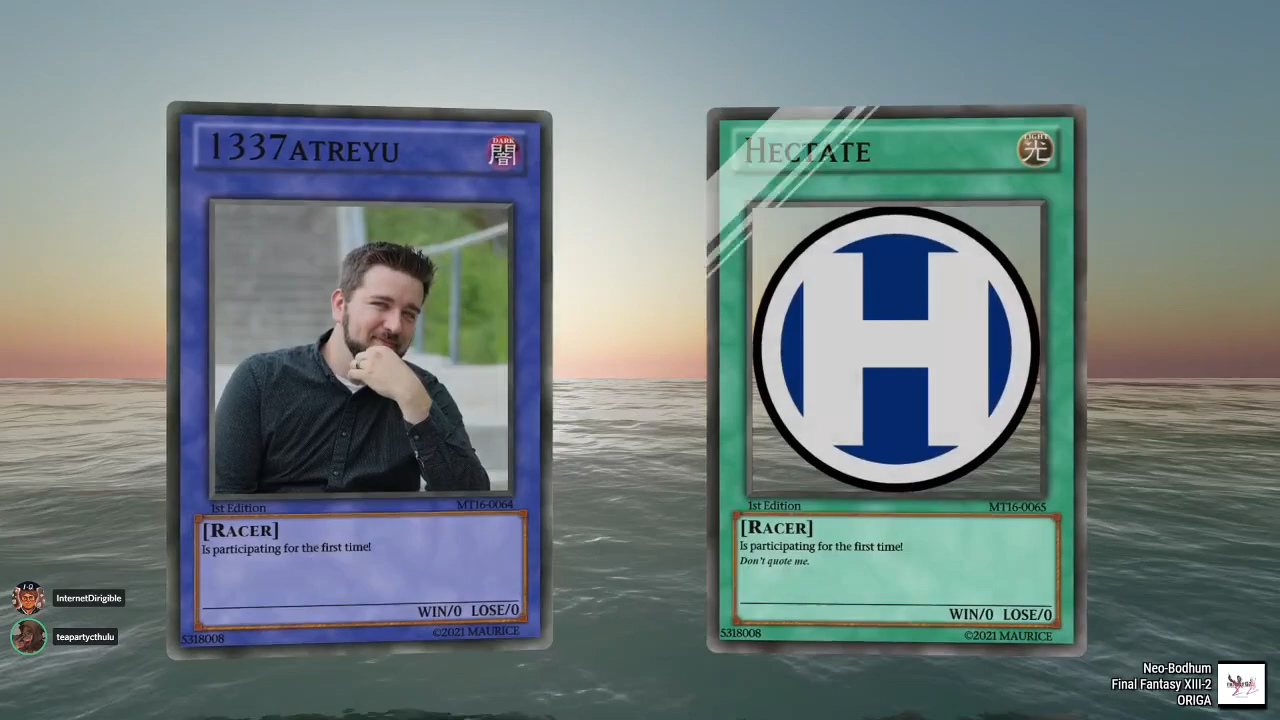 1337ATREYU
DARK
闇
1st Edition
MT16-0064
[RACER]
Is participating for the first time!
WIN/0 LOSE/0
5318008
©2021 MAURICE
HECTATE
LIGHT
光
H
1st Edition
MT16-0065
[RACER]
Is participating for the first time!
Don't quote me.
WIN/0 LOSE/0
5318008
©2021 MAURICE
InternetDirigible
teapartycthulu
Neo-Bodhum
Final Fantasy XIII-2
ORIGA